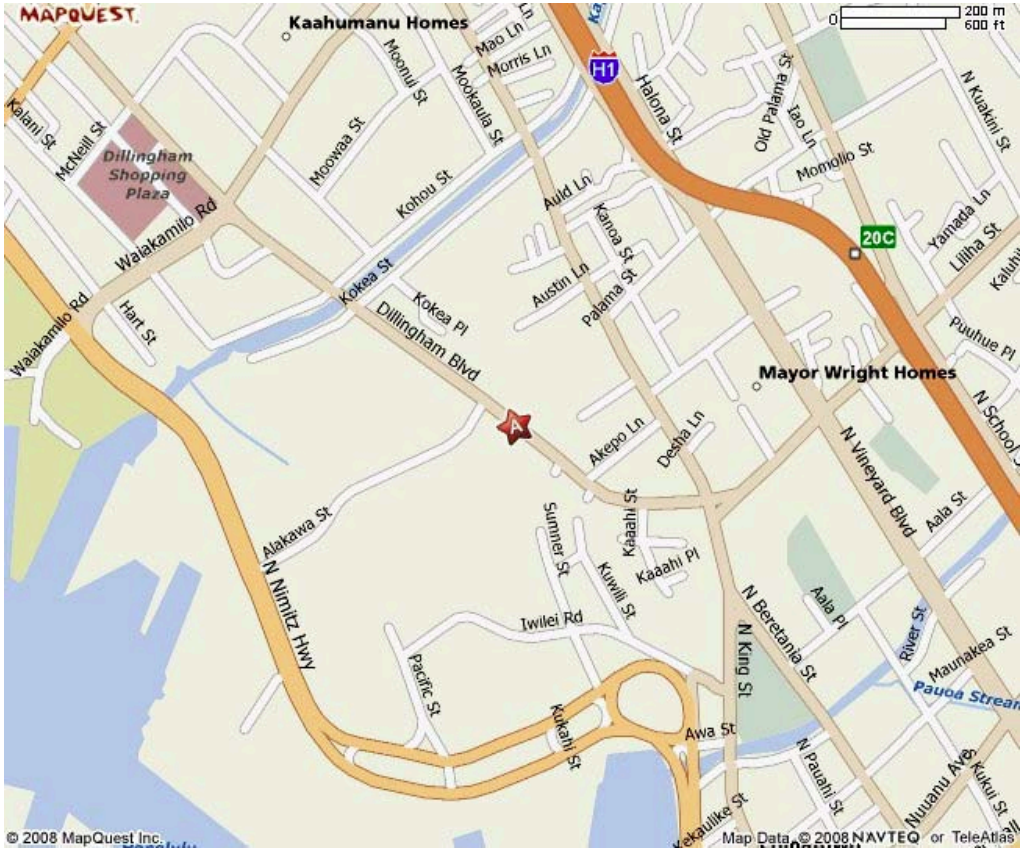 MAPQUEST.
Kaahumanu Homes
0 200 m
600 ft
Mao Ln
Morris Ln
Moonui St
Mookaula St
H1
Halona St
Old Palama St
Iao Ln
N Kuakini St
Kalani St
McNeill St
Dillingham
Shopping
Plaza
Moowaa St
Momolio St
Kohou St
Auld Ln
Kanoa St
Yamada Ln
Liliha St
20C
Waiakamilo Rd
Kokea St
Kokea Pl
Austin Ln
Palama St
Waiakamilo Rd
Hart St
Dillingham Blvd
Puuhue Pl
Mayor Wright Homes
A
Akepo Ln
Desha Ln
N School
N Vineyard Blvd
Aala St
Alakawa St
Sumner St
Kaaahi St
Kaaahi Pl
Kuwili St
N Nimitz Hwy
Iwilei Rd
N Beretania St
Aala Pl
River St
Maunakea St
Pauoa Stream
Pacific St
N King St
Kukahi St
Awa St
N Pauahi St
Nuuanu Ave
S Kukui St
Kekaulike St
© 2008 MapQuest Inc.
Map Data © 2008 NAVTEQ or TeleAtlas